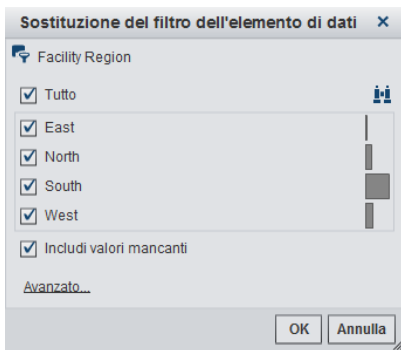 Sostituzione del filtro dell'elemento di dati
Facility Region
Tutto
East
North
South
West
Includi valori mancanti
Avanzato...
OK Annulla